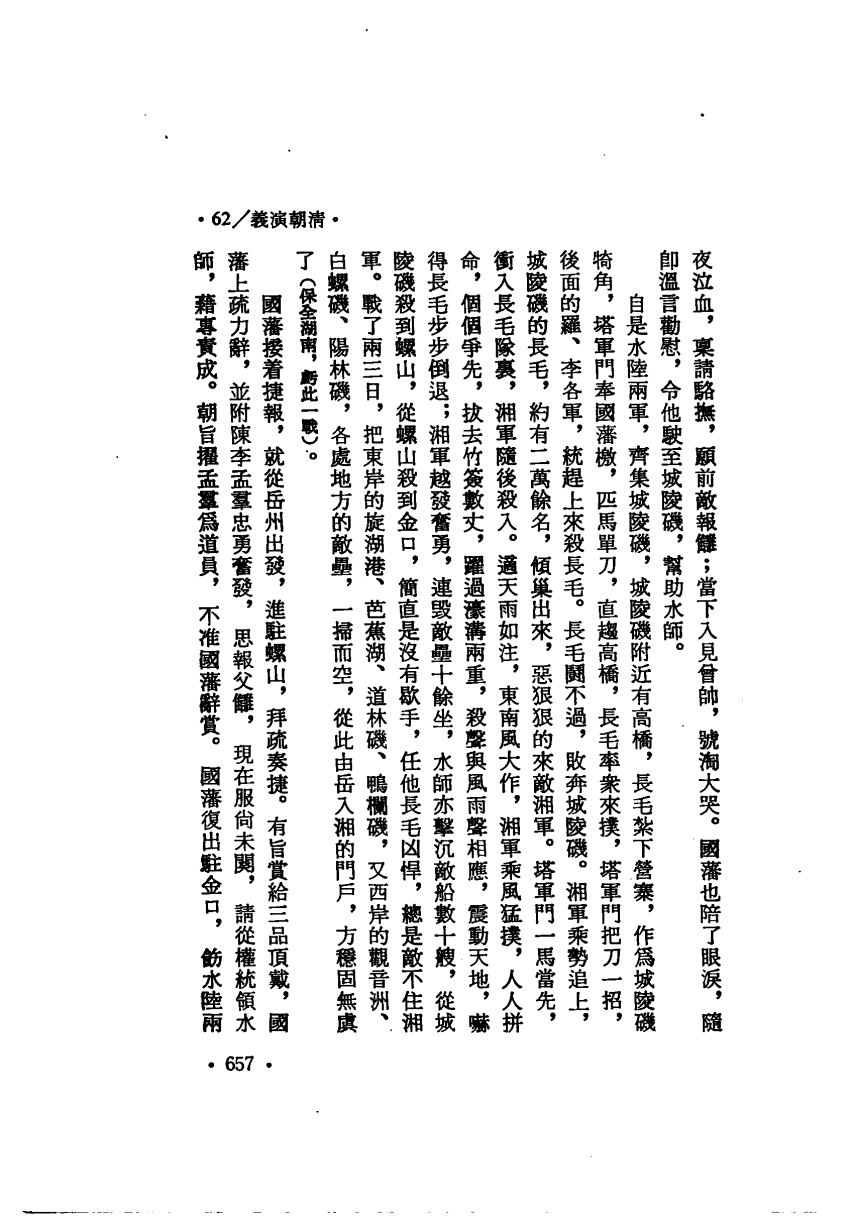 ·清朝演義/62·
夜泣血，稟請駱撫，願前敵報讎；當下入見曾帥，號淘大哭。國藩也陪了眼淚，隨
卽溫言勸慰，令他駛至城陵磯，幫助水師。
自是水陸兩軍，齊集城陵磯，城陵磯附近有高橋，長毛紮下營寨，作爲城陵磯
犄角，塔軍門奉國藩檄，匹馬單刀，直趨高橋，長毛率衆來撲，塔軍門把刀一招，
後面的羅、李各軍，統趕上來殺長毛。長毛鬭不過，敗奔城陵磯。湘軍乘勢追上，
城陵磯的長毛，約有二萬餘名，傾巢出來，惡狠狠的來敵湘軍。塔軍門一馬當先，
衝入長毛隊裏，湘軍隨後殺入。適天雨如注，東南風大作，湘軍乘風猛撲，人人拼
命，個個爭先，拔去竹簽數丈，躍過濠溝兩重，殺聲與風雨聲相應，震動天地，嚇
得長毛步步倒退；湘軍越發奮勇，連毀敵壘十餘坐，水師亦擊沉敵船數十艘，從城
陵磯殺到螺山，從螺山殺到金口，簡直是沒有歇手，任他長毛凶悍，總是敵不住湘
軍。戰了兩三日，把東岸的旋湖港、芭蕉湖、道林磯、鴨欄磯，又西岸的觀音洲、
白螺磯、陽林磯，各處地方的敵壘，一掃而空，從此由岳入湘的門戶，方穩固無虞
了（保全湖南，虧此一戰）。
國藩接着捷報，就從岳州出發，進駐螺山，拜疏奏捷。有旨賞給三品頂戴，國
藩上疏力辭，並附陳李孟羣忠勇奮發，思報父讎，現在服尙未闋，請從權統領水
師，藉專責成。朝旨擢孟羣爲道員，不准國藩辭賞。國藩復出駐金口，飭水陸兩
·657·